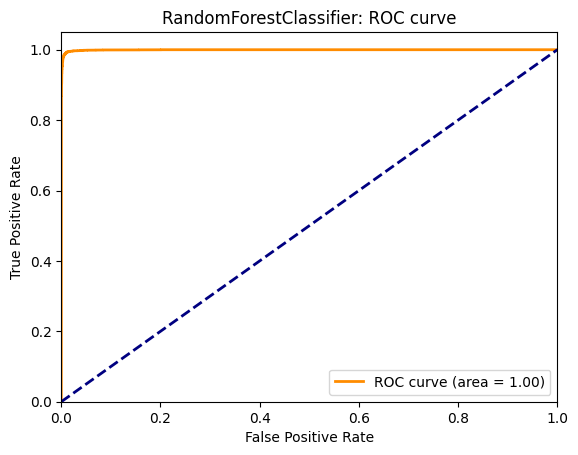 RandomForestClassifier: ROC curve
True Positive Rate
1.0
0.8
0.6
0.4
0.2
0.0
ROC curve (area = 1.00)
0.0 0.2 0.4 0.6 0.8 1.0
False Positive Rate